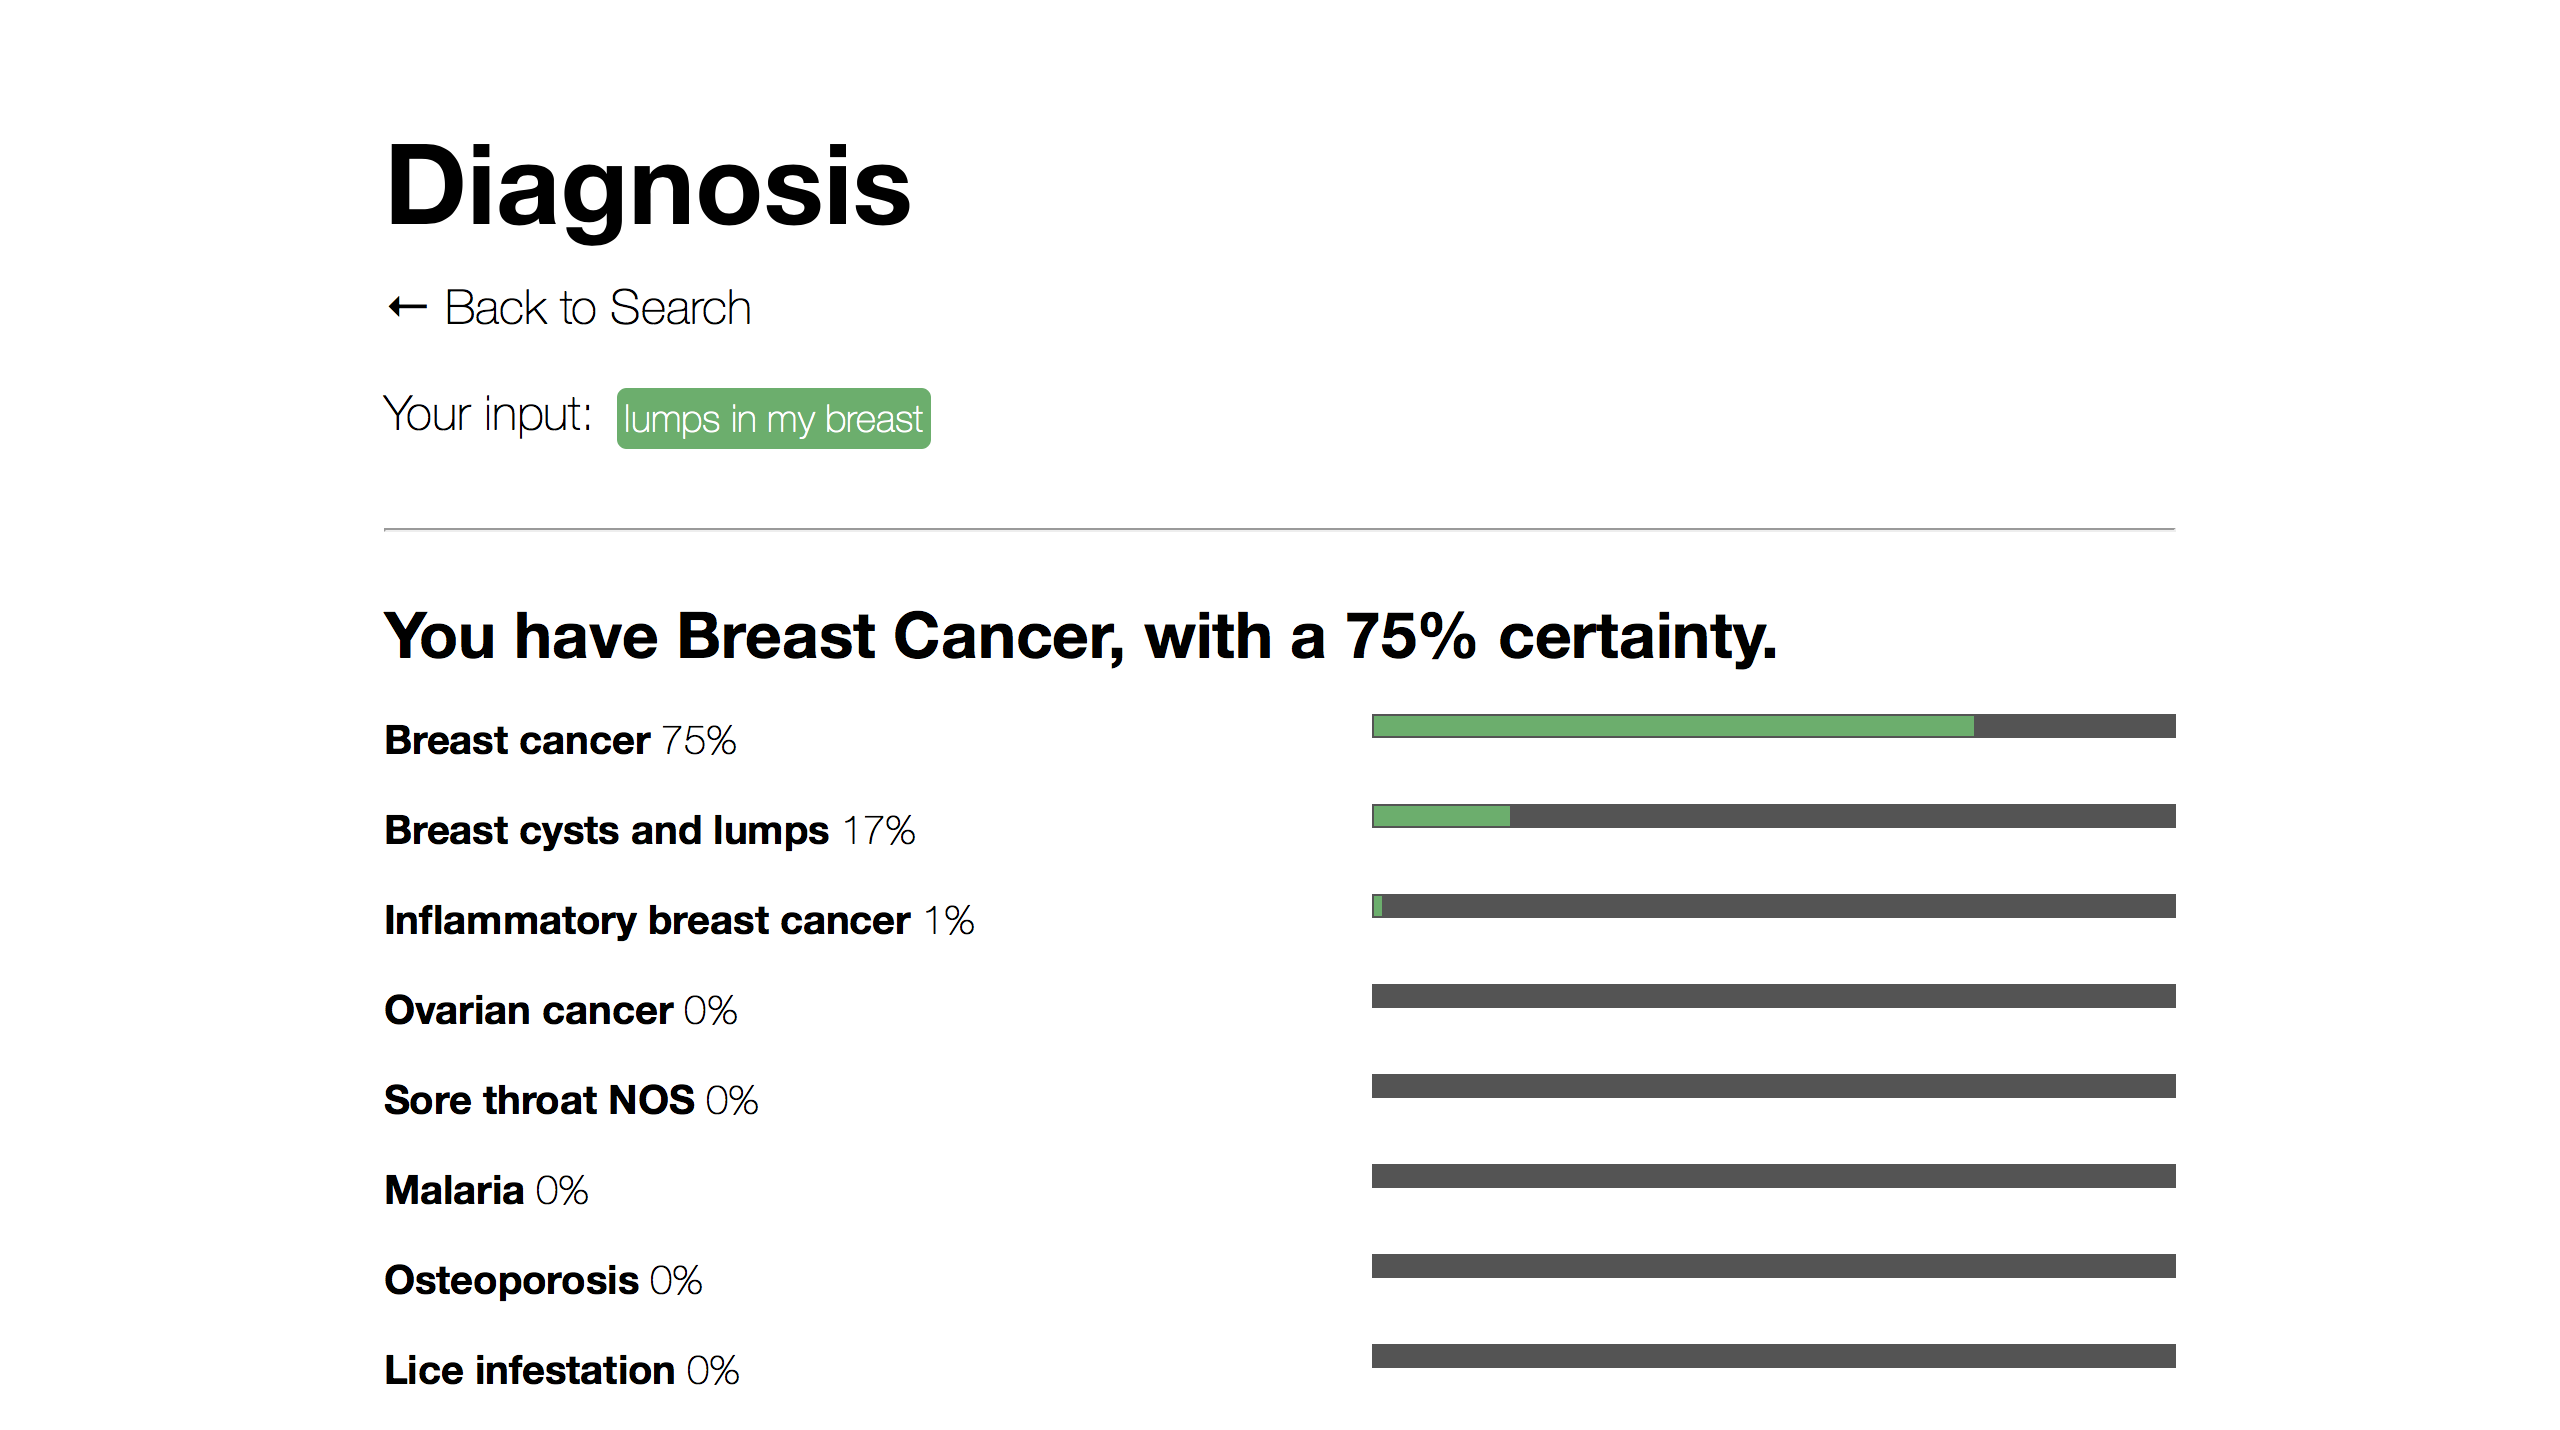 Diagnosis
← Back to Search
Your input: lumps in my breast
You have Breast Cancer, with a 75% certainty.
Breast cancer 75%
Breast cysts and lumps 17%
Inflammatory breast cancer 1%
Ovarian cancer 0%
Sore throat NOS 0%
Malaria 0%
Osteoporosis 0%
Lice infestation 0%